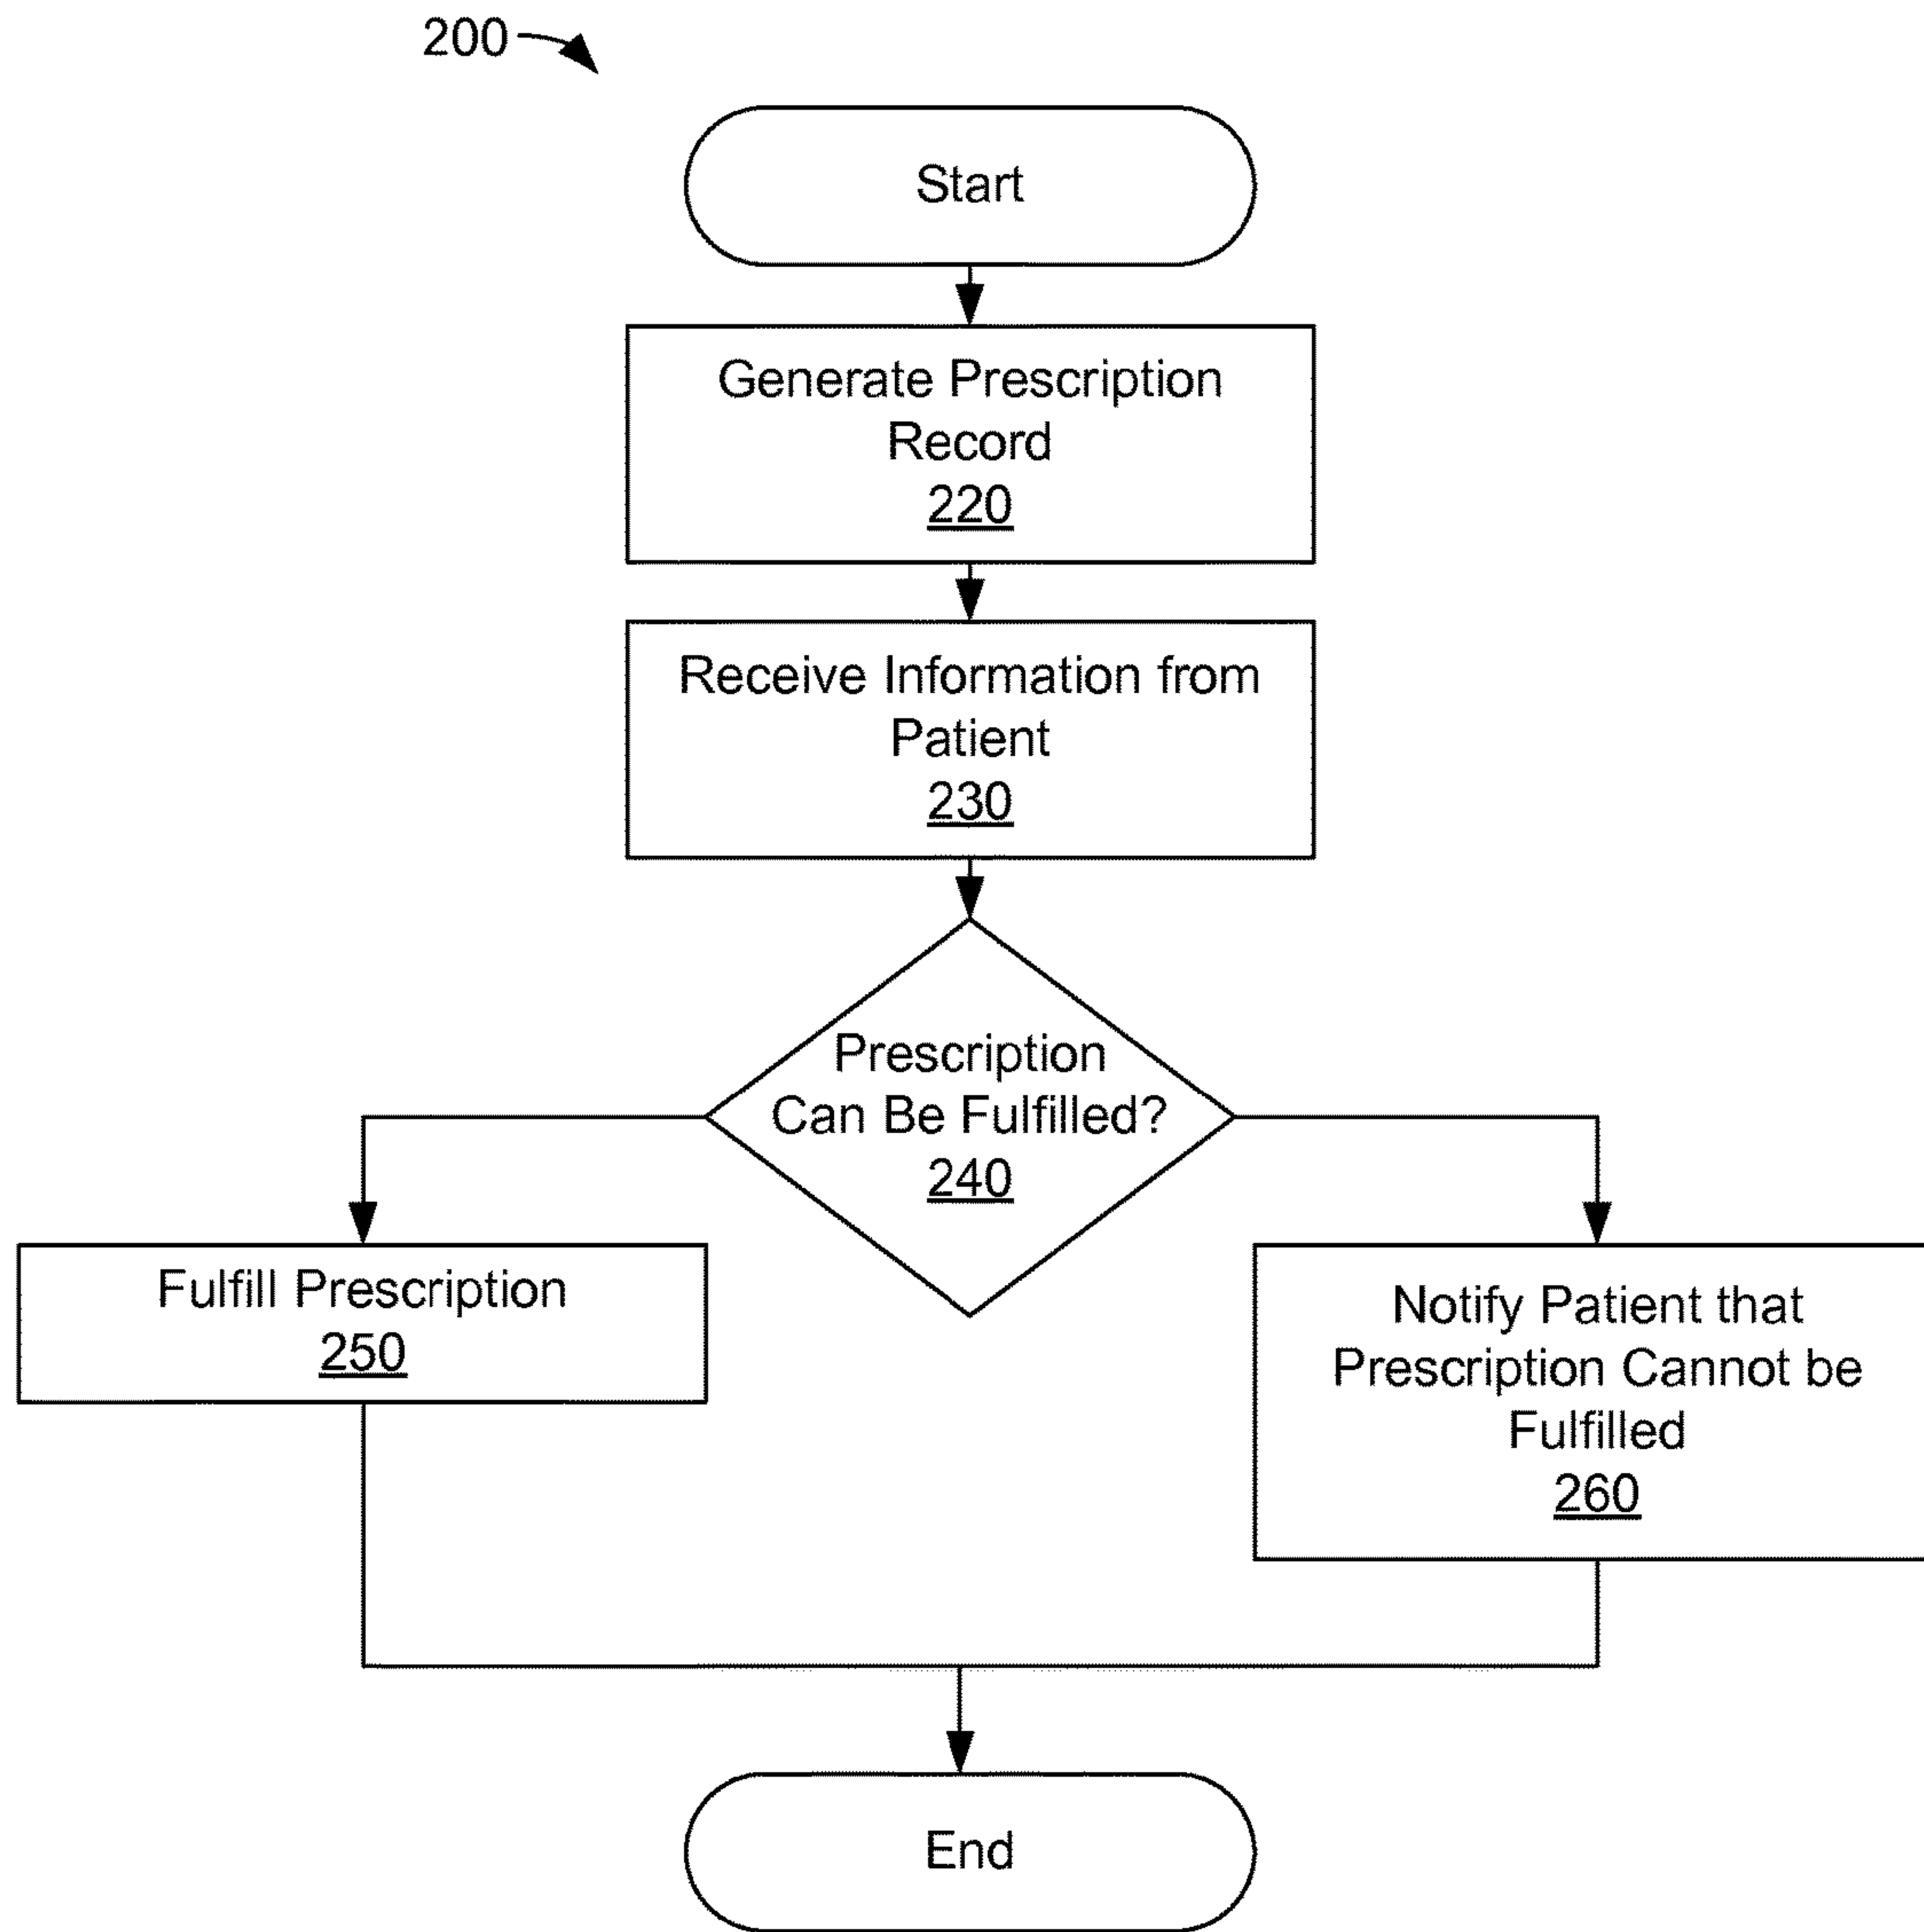 200
Start
Generate Prescription
Record
220
Receive Information from
Patient
230
Prescription
Can Be Fulfilled?
240
Fulfill Prescription
250
Notify Patient that
Prescription Cannot be
Fulfilled
260
End